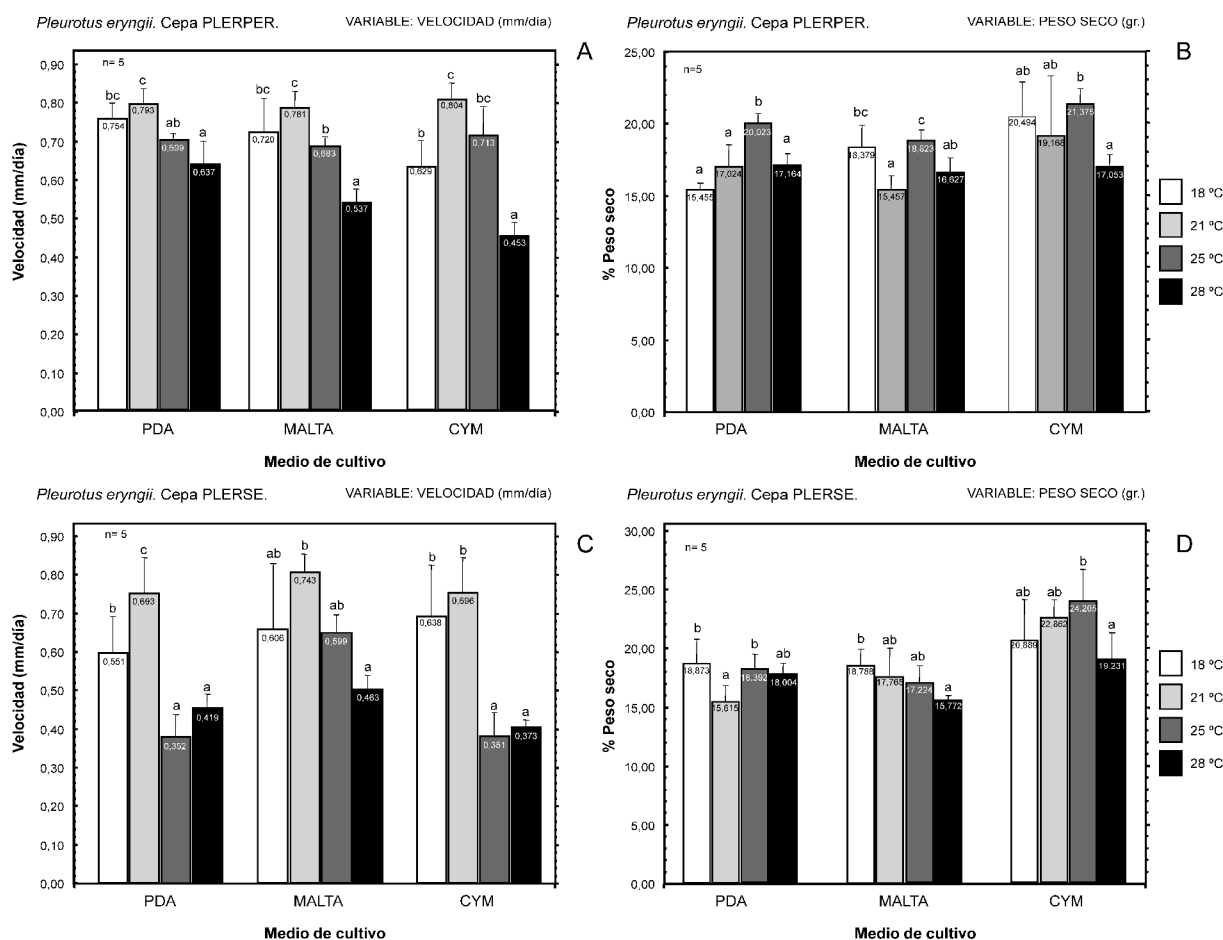 Pleurotus eryngii. Cepa PLERPER. VARIABLE: VELOCIDAD (mm/día)
A
n= 5
Velocidad (mm/día)
0,90
0,80
0,70
0,60
0,50
0,40
0,30
0,20
0,10
0,00
bc c ab a
0,754 0,793 0,599 0,637
bc c b a
0,720 0,781 0,683 0,537
b c bc a
0,629 0,804 0,713 0,453
PDA MALTA CYM
Medio de cultivo
Pleurotus eryngii. Cepa PLERPER. VARIABLE: PESO SECO (gr.)
B
n=5
% Peso seco
25,00
20,00
15,00
10,00
5,00
0,00
a a b a
15,455 17,024 20,023 17,164
bc a c ab
18,379 15,457 18,823 16,627
ab ab b a
20,494 19,168 21,375 17,053
PDA MALTA CYM
Medio de cultivo
18 ºC
21 ºC
25 ºC
28 ºC
Pleurotus eryngii. Cepa PLERSE. VARIABLE: VELOCIDAD (mm/día)
C
n= 5
Velocidad (mm/día)
0,90
0,80
0,70
0,60
0,50
0,40
0,30
0,20
0,10
0,00
b c a a
0,551 0,693 0,352 0,419
ab b ab a
0,606 0,743 0,599 0,463
b b a a
0,638 0,696 0,351 0,373
PDA MALTA CYM
Medio de cultivo
Pleurotus eryngii. Cepa PLERSE. VARIABLE: PESO SECO (gr.)
D
n= 5
% Peso seco
30,00
25,00
20,00
15,00
10,00
5,00
0,00
b a b ab
18,873 15,615 18,392 18,004
b ab ab a
18,788 17,765 17,224 15,772
ab ab b a
20,889 22,862 24,205 19,231
PDA MALTA CYM
Medio de cultivo
18 ºC
21 ºC
25 ºC
28 ºC